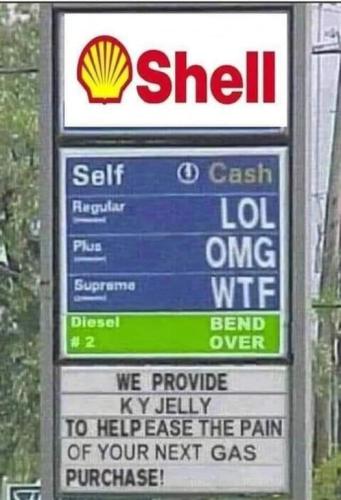 Shell
Self Cash
Regular LOL
Plus OMG
Supreme WTF
Diesel BEND
# 2 OVER
WE PROVIDE
K Y JELLY
TO HELP EASE THE PAIN
OF YOUR NEXT GAS
PURCHASE!